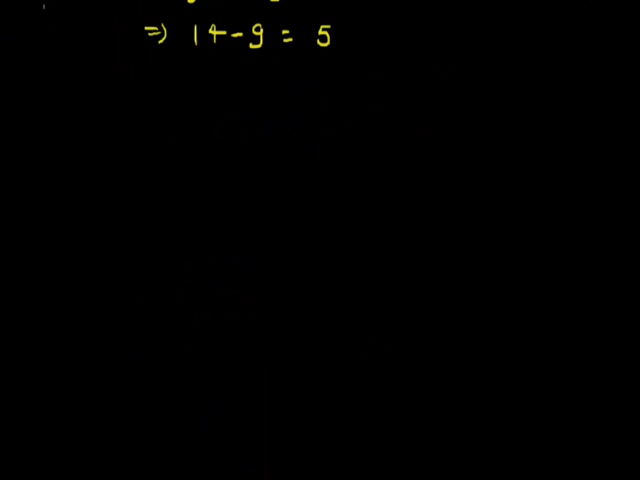 ⇒ 14 - 9 = 5